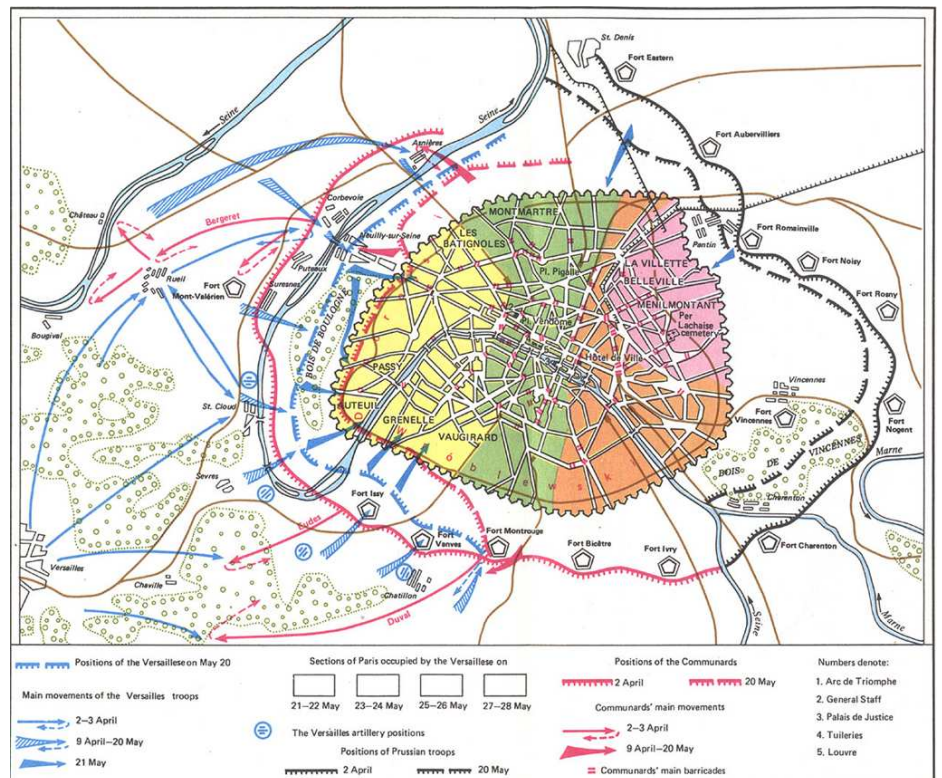 St. Denis
Fort Eastern
Seine
Seine
Fort Aubervilliers
Asnières
Château
Corbevoie
Bergeret
MONTMARTRE
Neuilly-sur-Seine
LES
BATIGNOLES
Pantin
Fort Romainville
Rueil
Fort
Mont-Valérien
Puteaux
Suresnes
Pl. Pigalle
LA VILLETTE
BELLEVILLE
Fort Noisy
MENILMONTANT
Per
Lachaise
cemetery
Fort Rosny
Bougival
BOIS DE BOULOGNE
Pl. Vandome
Hôtel de Ville
PASSY
St. Cloud
AUTEUIL
GRENELLE
VAUGIRARD
Vincennes
Fort
Vincennes
Fort
Nogent
BOIS DE VINCENNES
Marne
Sevres
Charenton
Fort Issy
Eudes
Fort
Vanves
Fort Montrouge
Fort Bicêtre
Fort Ivry
Fort Charenton
Versailles
Chaville
Chatillon
Duval
Seine
Marne
Positions of the Versailleseon May 20
Main movements of the Versailles troops
2–3 April
9 April–20 May
21 May
Sections of Paris occupied by the Versaillese on
21–22 May 23–24 May 25–26 May 27–28 May
The Versailles artillery positions
Positions of Prussian troops
2 April 20 May
Positions of the Communards
2 April 20 May
Communards' main movements
2–3 April
9 April–20 May
Communards' main barricades
Numbers denote:
1. Arc de Triomphe
2. General Staff
3. Palais de Justice
4. Tuileries
5. Louvre